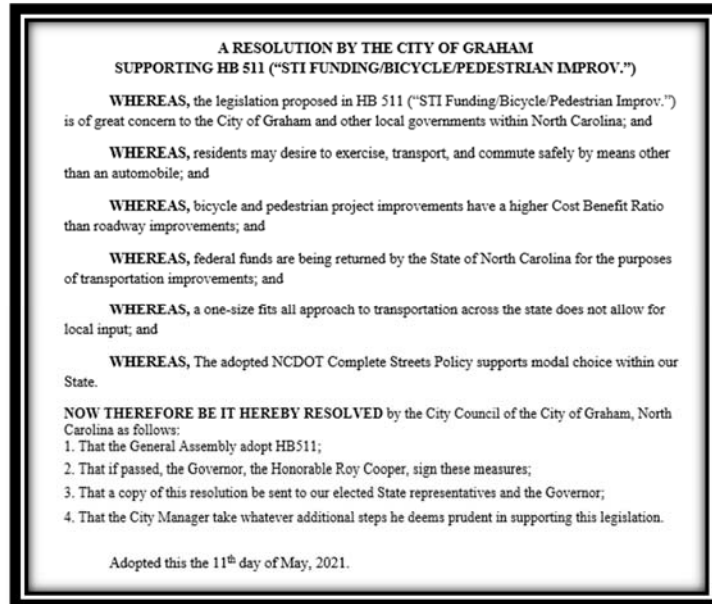 A RESOLUTION BY THE CITY OF GRAHAM
SUPPORTING HB 511 (“STI FUNDING/BICYCLE/PEDESTRIAN IMPROV.”)
WHEREAS, the legislation proposed in HB 511 (“STI Funding/Bicycle/Pedestrian Improv.”)
is of great concern to the City of Graham and other local governments within North Carolina; and
WHEREAS, residents may desire to exercise, transport, and commute safely by means other
than an automobile; and
WHEREAS, bicycle and pedestrian project improvements have a higher Cost Benefit Ratio
than roadway improvements; and
WHEREAS, federal funds are being returned by the State of North Carolina for the purposes
of transportation improvements; and
WHEREAS, a one-size fits all approach to transportation across the state does not allow for
local input; and
WHEREAS, The adopted NCDOT Complete Streets Policy supports modal choice within our
State.
NOW THEREFORE BE IT HEREBY RESOLVED by the City Council of the City of Graham, North
Carolina as follows:
1. That the General Assembly adopt HB511;
2. That if passed, the Governor, the Honorable Roy Cooper, sign these measures;
3. That a copy of this resolution be sent to our elected State representatives and the Governor;
4. That the City Manager take whatever additional steps he deems prudent in supporting this legislation.
Adopted this the 11th day of May, 2021.